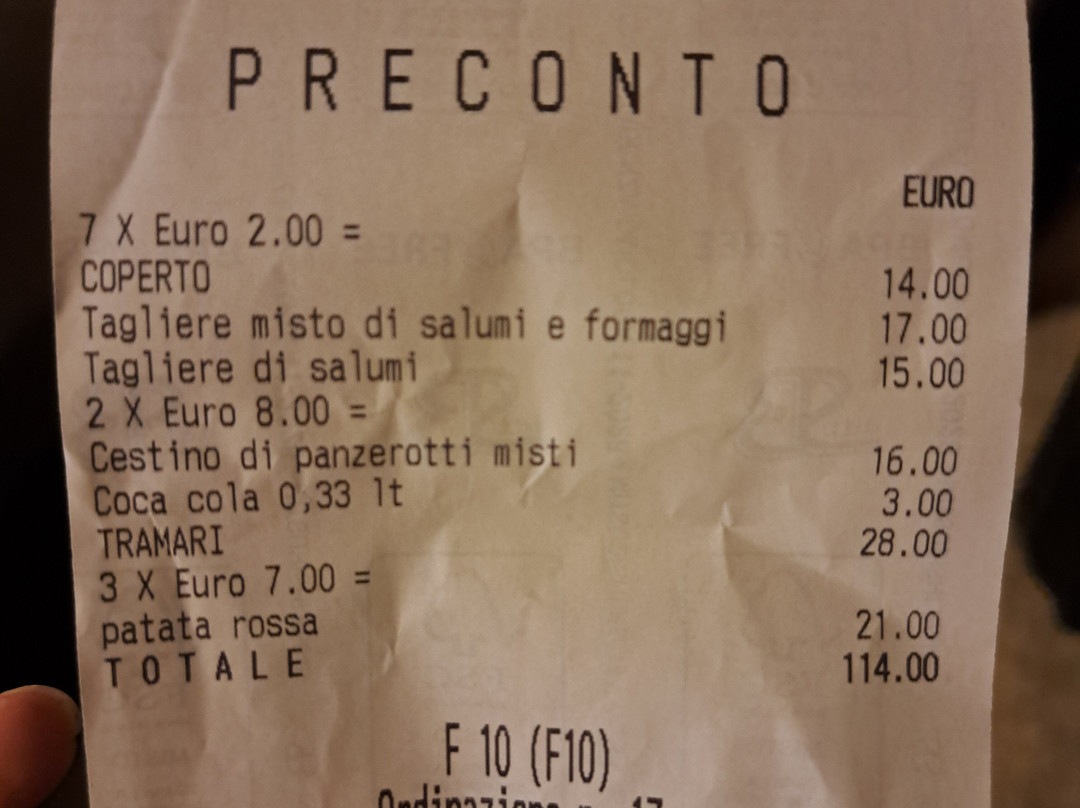 PRECONTO
EURO
7 X Euro 2.00 =
COPERTO 14.00
Tagliere misto di salumi e formaggi 17.00
Tagliere di salumi 15.00
2 X Euro 8.00 =
Cestino di panzerotti misti 16.00
Coca cola 0,33 lt 3.00
TRAMARI 28.00
3 X Euro 7.00 =
patata rossa 21.00
TOTALE 114.00
F 10 (F10)
Ordinazione n. 17